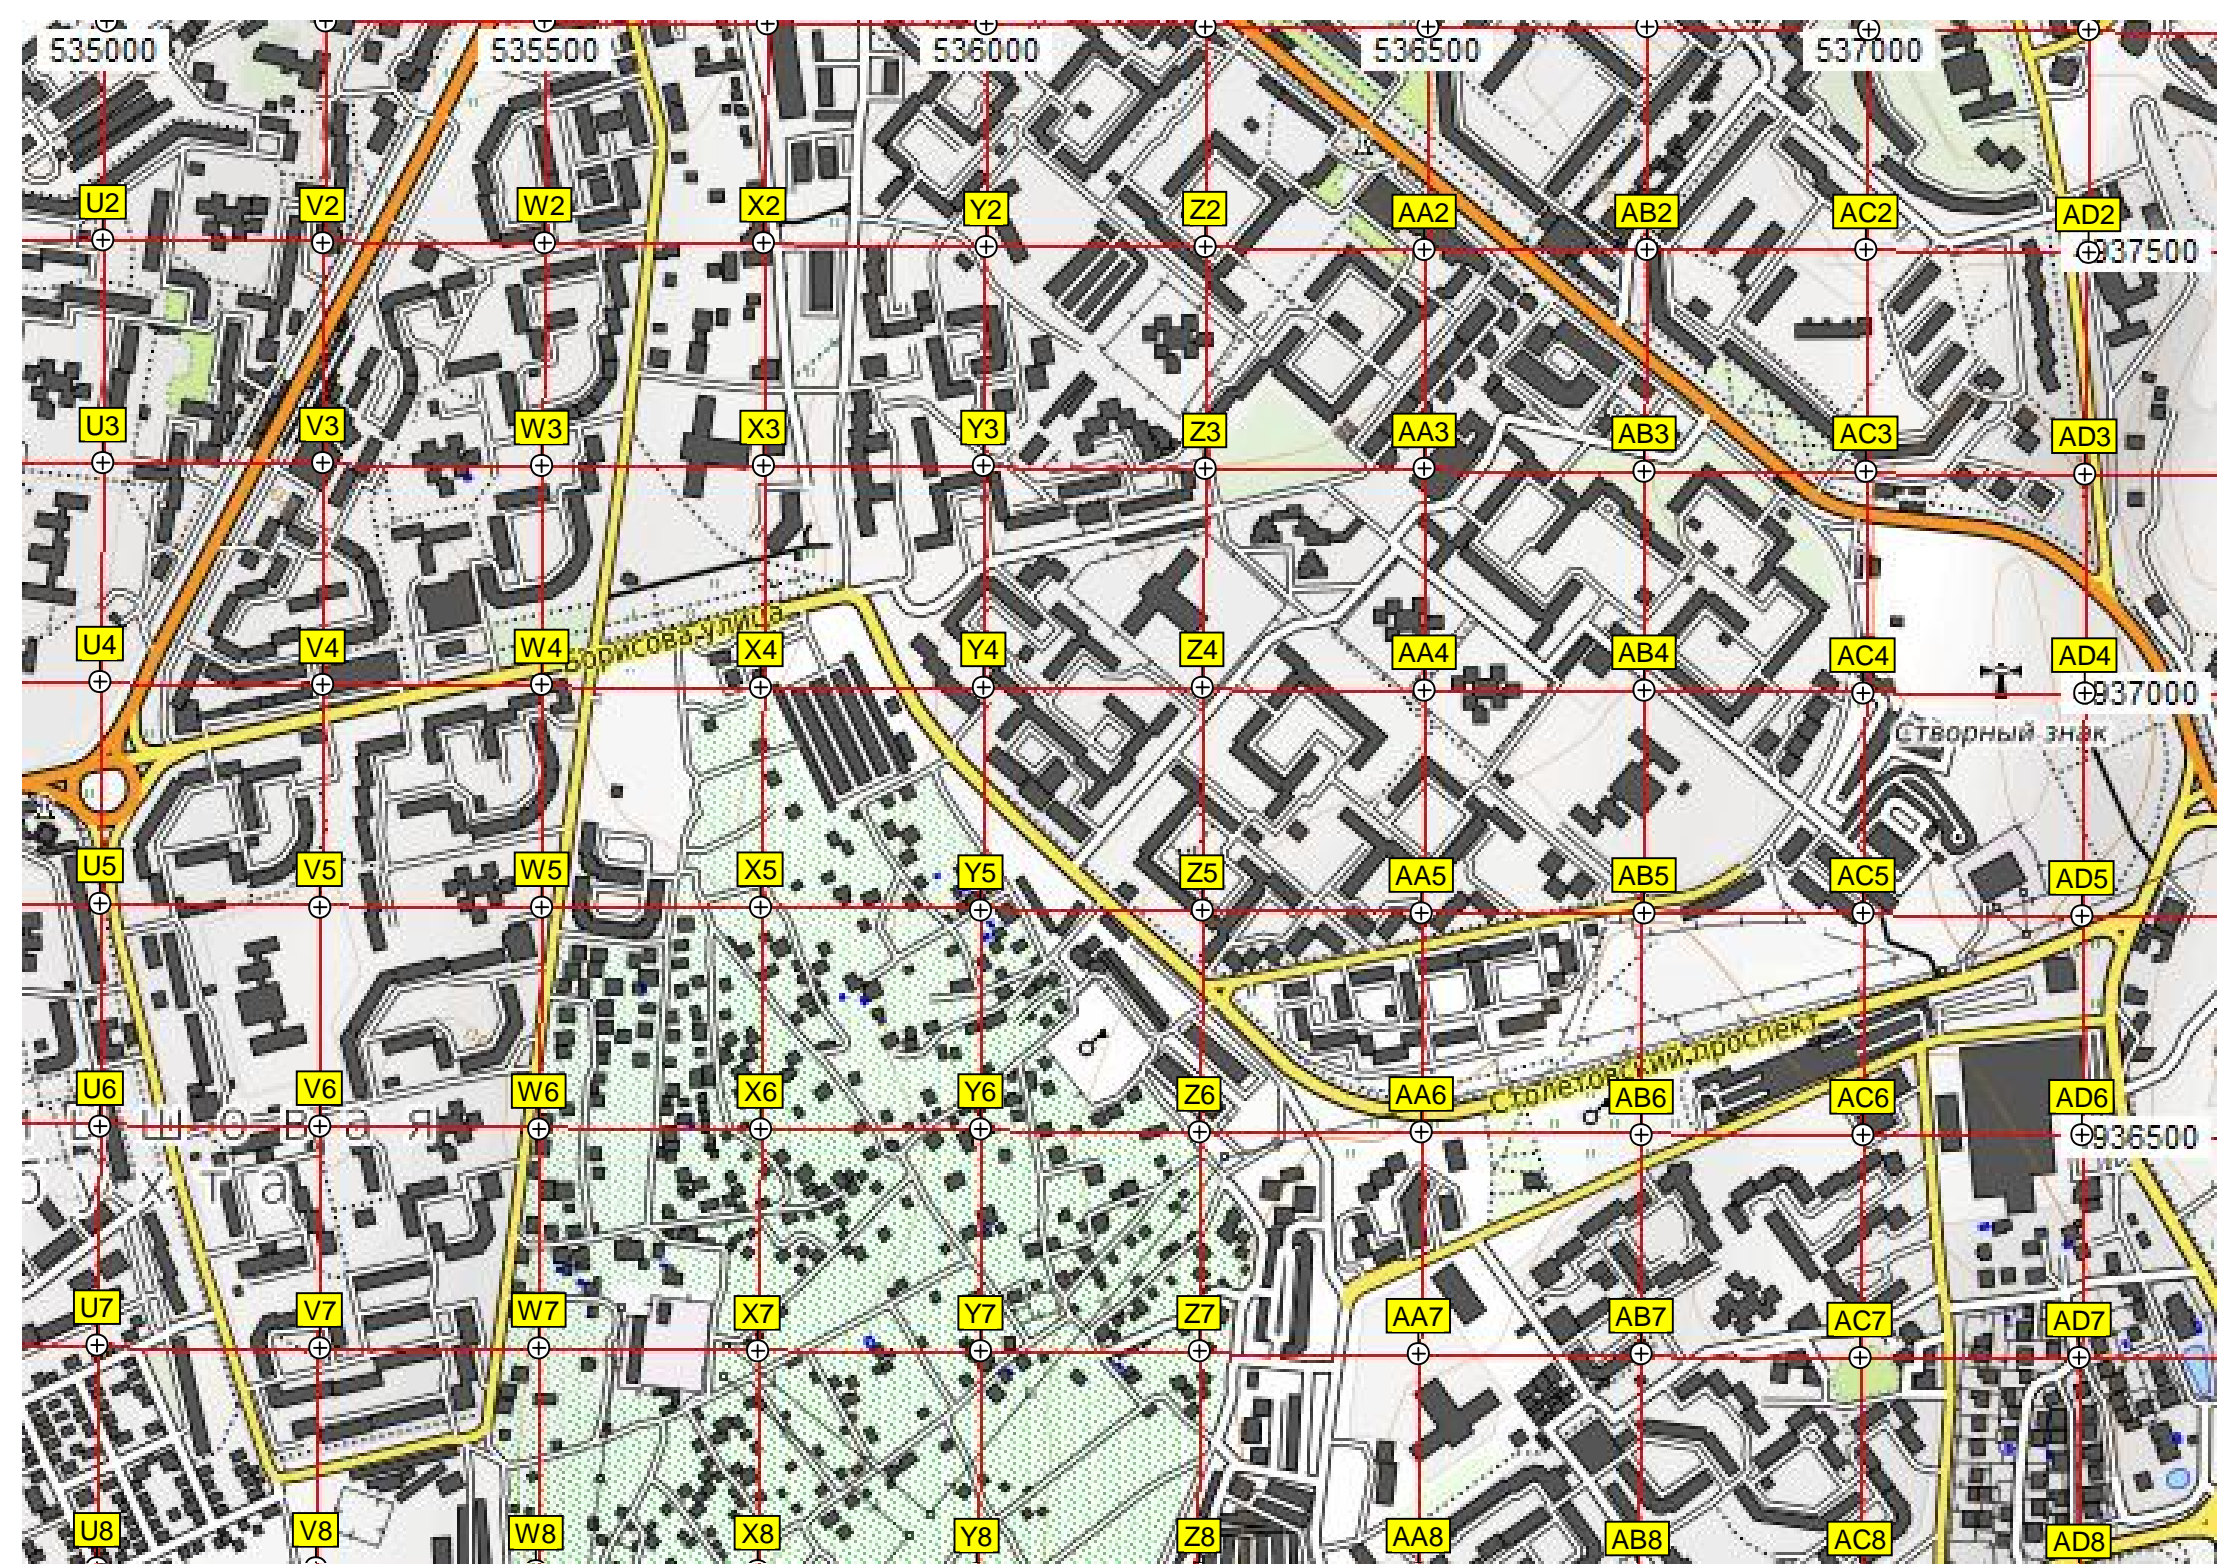 535000 535500 536000 536500 537000
U2 V2 W2 X2 Y2 Z2 AA2 AB2 AC2 AD2
937500
U3 V3 W3 X3 Y3 Z3 AA3 AB3 AC3 AD3
Борисова улица
U4 V4 W4 X4 Y4 Z4 AA4 AB4 AC4 AD4
937000
Створный знак
U5 V5 W5 X5 Y5 Z5 AA5 AB5 AC5 AD5
Столетовский проспект
U6 V6 W6 X6 Y6 Z6 AA6 AB6 AC6 AD6
936500
бухта
U7 V7 W7 X7 Y7 Z7 AA7 AB7 AC7 AD7
U8 V8 W8 X8 Y8 Z8 AA8 AB8 AC8 AD8